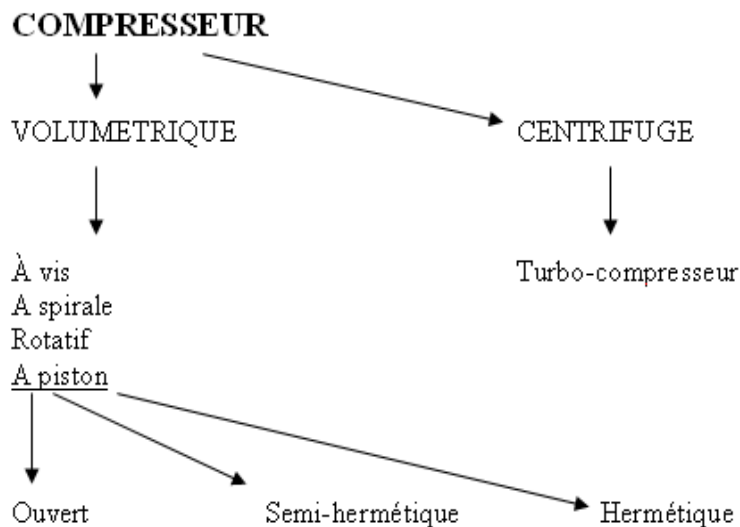 COMPRESSEUR
VOLUMETRIQUE
CENTRIFUGE
À vis
A spirale
Rotatif
A piston
Turbo-compresseur
Ouvert
Semi-hermétique
Hermétique